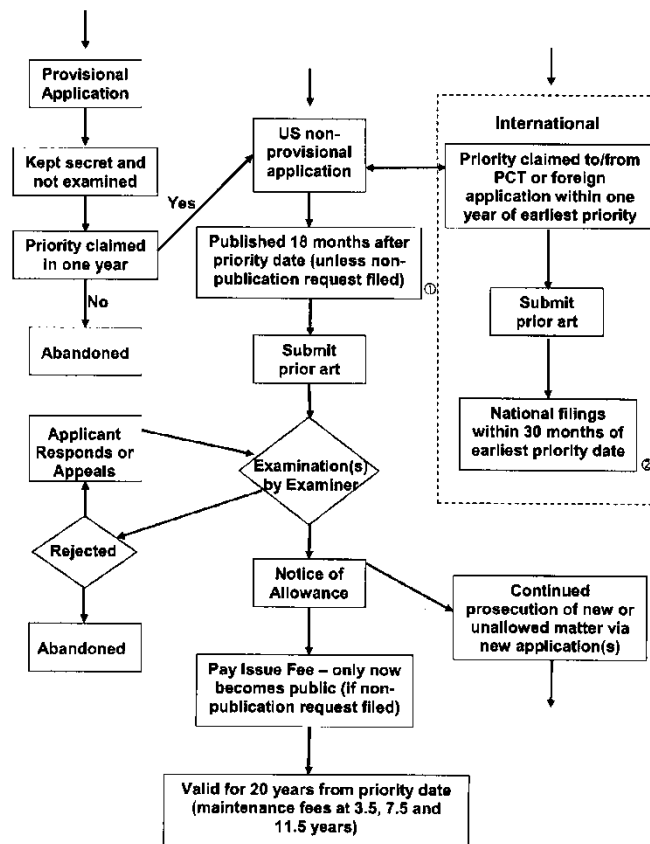 Provisional
Application
Kept secret and
not examined
Yes
Priority claimed
in one year
No
Abandoned
US non-
provisional
application
Published 18 months after
priority date (unless non-
publication request filed)
①
Submit
prior art
International
Priority claimed to/from
PCT or foreign
application within one
year of earliest priority
Submit
prior art
National filings
within 30 months of
earliest priority date
②
Applicant
Responds or
Appeals
Examination(s)
by Examiner
Rejected
Abandoned
Notice of
Allowance
Continued
prosecution of new or
unallowed matter via
new application(s)
Pay Issue Fee – only now
becomes public (if non-
publication request filed)
Valid for 20 years from priority date
(maintenance fees at 3.5, 7.5 and
11.5 years)